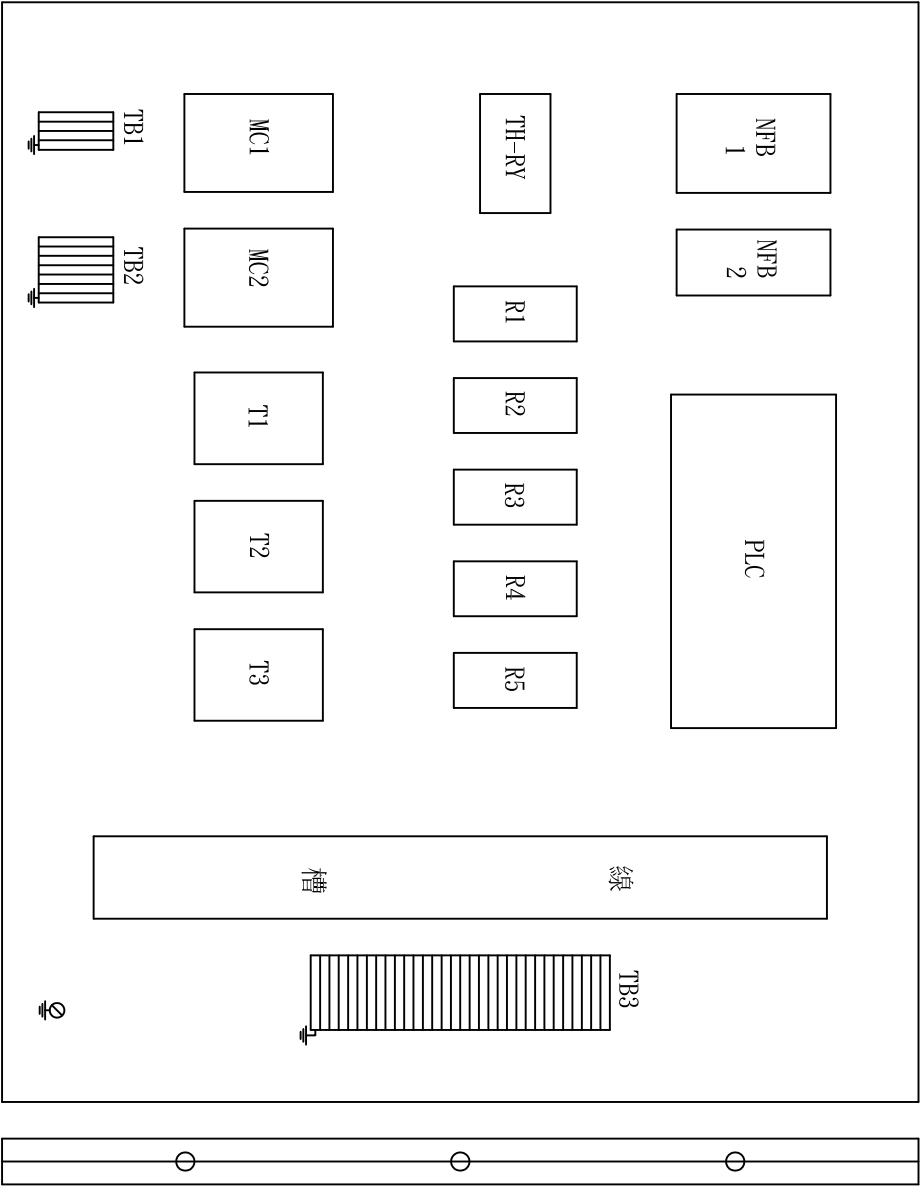 NFB
1
NFB
2
PLC
TH-RY
R1
R2
R3
R4
R5
MC1
MC2
T1
T2
T3
TB1
TB2
線
槽
TB3